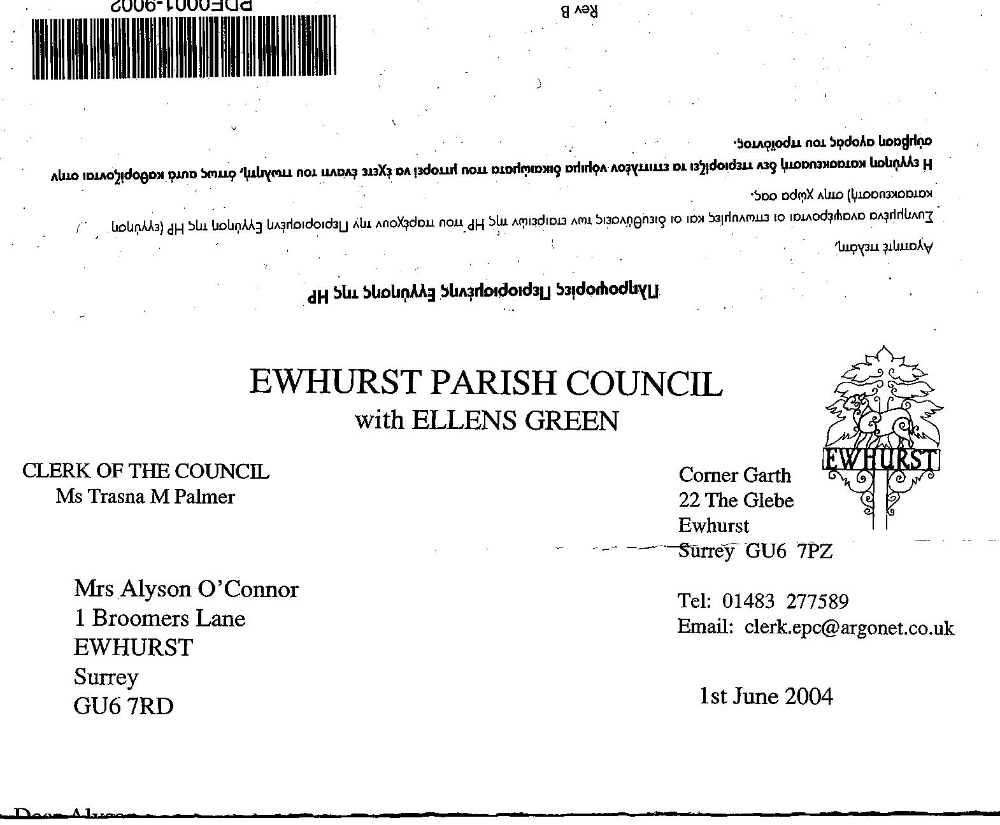 Πληροφορίες Περιορισμένης Εγγύησης της HP
Αγαπητέ πελάτη,
Συνημμένα αναφέρονται οι επωνυμίες και οι διευθύνσεις των εταιρειών της HP που παρέχουν την Περιορισμένη Εγγύηση της HP (εγγύηση
κατασκευαστή) στην χώρα σας.
Η εγγύηση κατασκευαστή δεν περιορίζει τα επιπλέον νόμιμα δικαιώματα που μπορεί να έχετε έναντι του πωλητή, όπως αυτά καθορίζονται στην
σύμβαση αγοράς του προϊόντος.
Rev B
PDE0001-9002
EWHURST PARISH COUNCIL
with ELLENS GREEN
EWHURST
CLERK OF THE COUNCIL
Ms Trasna M Palmer
Corner Garth
22 The Glebe
Ewhurst
Surrey GU6 7PZ
Tel: 01483 277589
Email: clerk.epc@argonet.co.uk
Mrs Alyson O'Connor
1 Broomers Lane
EWHURST
Surrey
GU6 7RD
1st June 2004
Dear Alyson